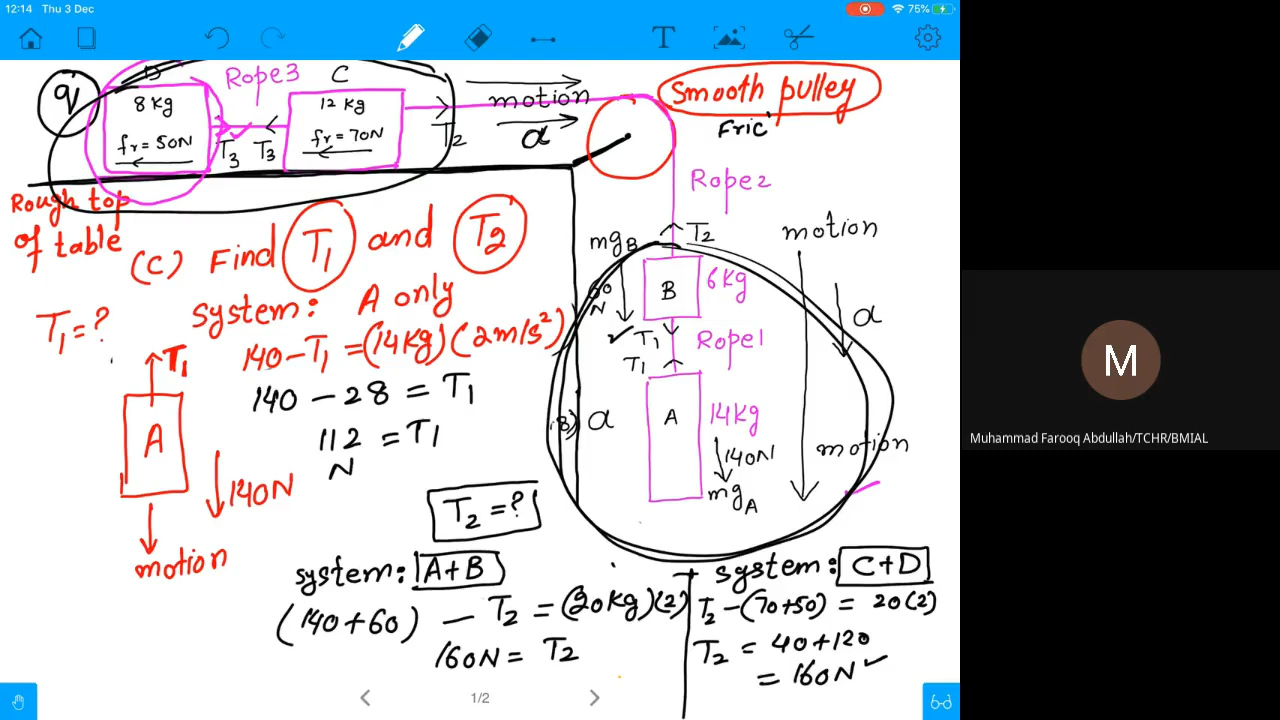 12:14 Thu 3 Dec
75%
T
q
D
Rope3
C
8 Kg
fr = 50N
T3
T3
12 kg
fr = 70N
T2
motion
a
Smooth pulley
Fric
Rope2
Rough top
of table
(C) Find T1 and T2
T1 = ?
system: A only
140 - T1 = (14Kg)(2m/s²)
140 - 28 = T1
112 = T1
N
T1
A
140N
motion
mgB
T2
N
B
6Kg
T1
Rope1
T1
A
14Kg
140N
mgA
a
motion
a
motion
T2 = ?
system: A+B
(140+60) - T2 = (20kg)(2)
160N = T2
system: C+D
T2 - (70+50) = 20(2)
T2 = 40+120
= 160N ✓
1/2
M
Muhammad Farooq Abdullah/TCHR/BMIAL